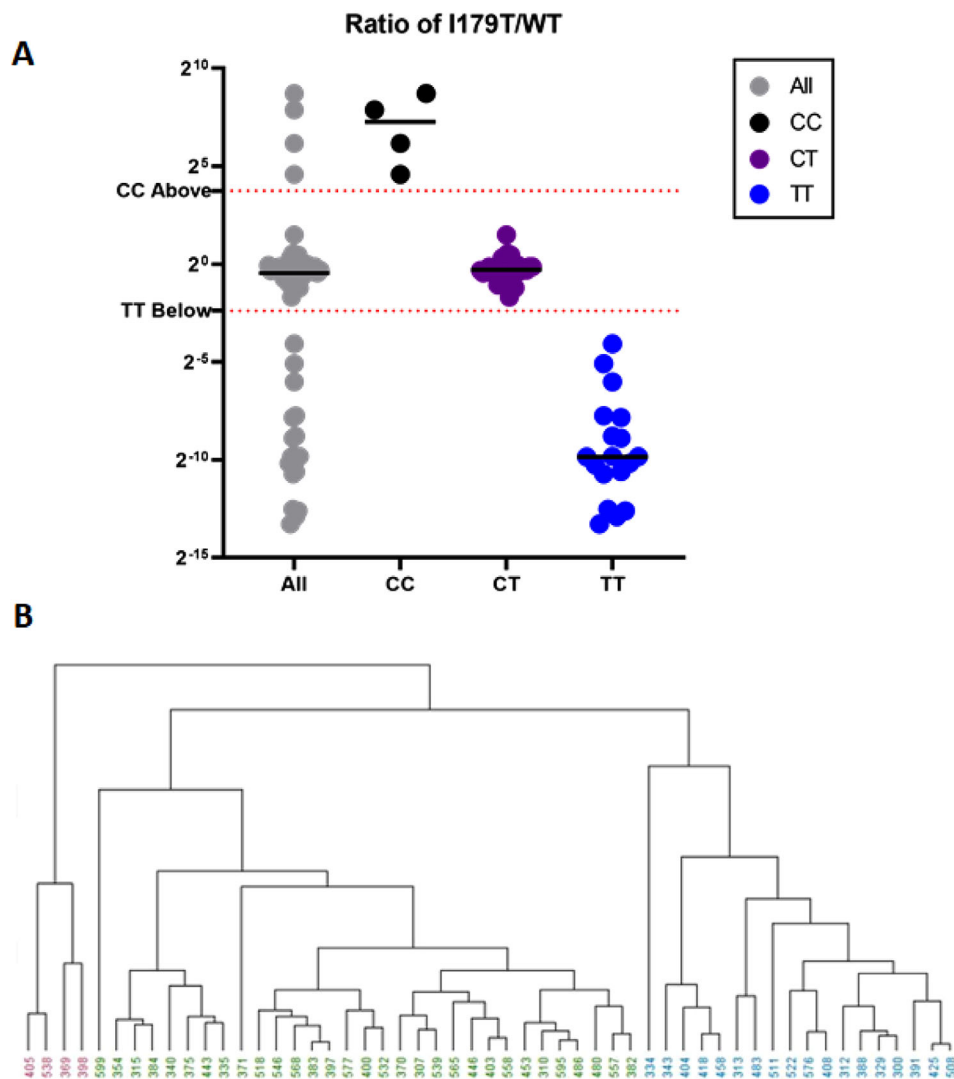 Ratio of I179T/WT
A
2^10
2^5
CC Above
2^0
TT Below
2^-5
2^-10
2^-15
All
CC
CT
TT
All
CC
CT
TT
B
405 538 369 398 599 354 315 384 340 375 443 335 371 518 546 568 383 397 577 400 532 370 307 539 565 446 403 558 453 310 595 486 480 557 382 334 343 404 418 458 313 483 511 522 576 408 312 388 329 300 391 425 508